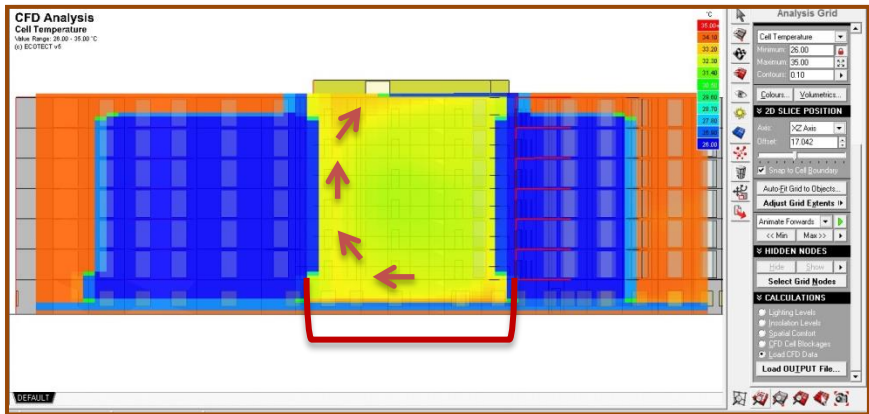 CFD Analysis
Cell Temperature
Value Range: 26.00 - 35.00 °C
(c) ECOTECT v5
°C
35.00+
34.10
33.20
32.30
31.40
29.60
28.70
27.80
26.90
26.00
DEFAULT
Analysis Grid
Cell Temperature
Minimum: 26.00
Maximum: 35.00
Contours: 0.10
Colours...
Volumetrics...
2D SLICE POSITION
Axis: XZ Axis
Offset: 17.042
Snap to Cell Boundary
Auto-Fit Grid to Objects...
Adjust Grid Extents
Animate Forwards
<< Min
Max >>
HIDDEN NODES
Hide
Show
Select Grid Nodes
CALCULATIONS
Lighting Levels
Insolation Levels
Spatial Comfort
CFD Cell Blockages
Load CFD Data
Load OUTPUT File...